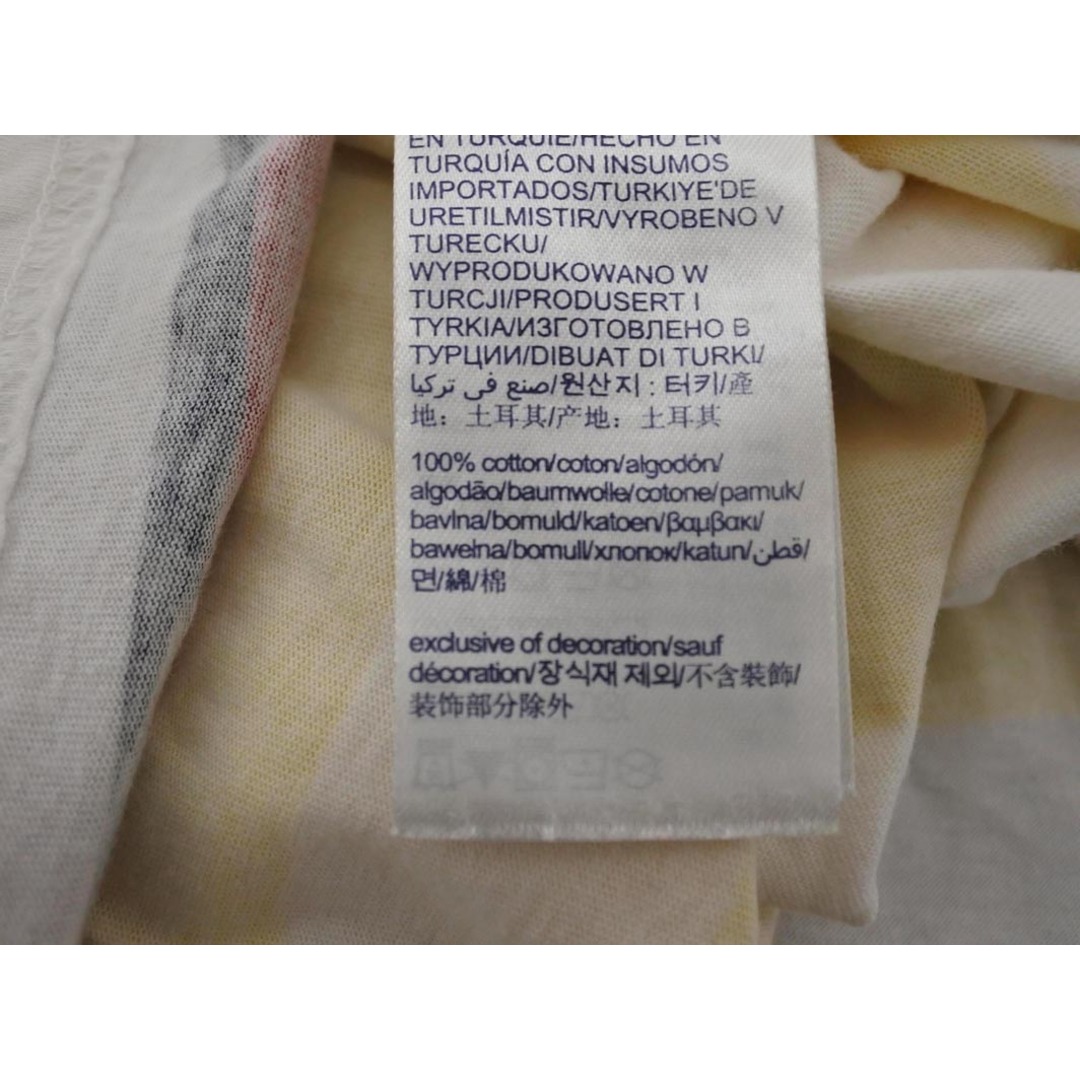 EN TURQUIE/HECHO EN
TURQUÍA CON INSUMOS
IMPORTADOS/TURKIYE'DE
URETILMISTIR/VYROBENO V
TURECKU/
WYPRODUKOWANO W
TURCJI/PRODUSERT I
TYRKIA/ИЗГОТОВЛЕНО В
ТУРЦИИ/DIBUAT DI TURKI/
صنع في تركيا/원산지 : 터키/產
地: 土耳其/产地: 土耳其
100% cotton/coton/algodón/
algodão/baumwolle/cotone/pamuk/
bavlna/bomuld/katoen/βαμβακι/
bawełna/bomull/хлопок/katun/قطن/
면/綿/棉
exclusive of decoration/sauf
décoration/장식재 제외/不含裝飾/
装饰部分除外